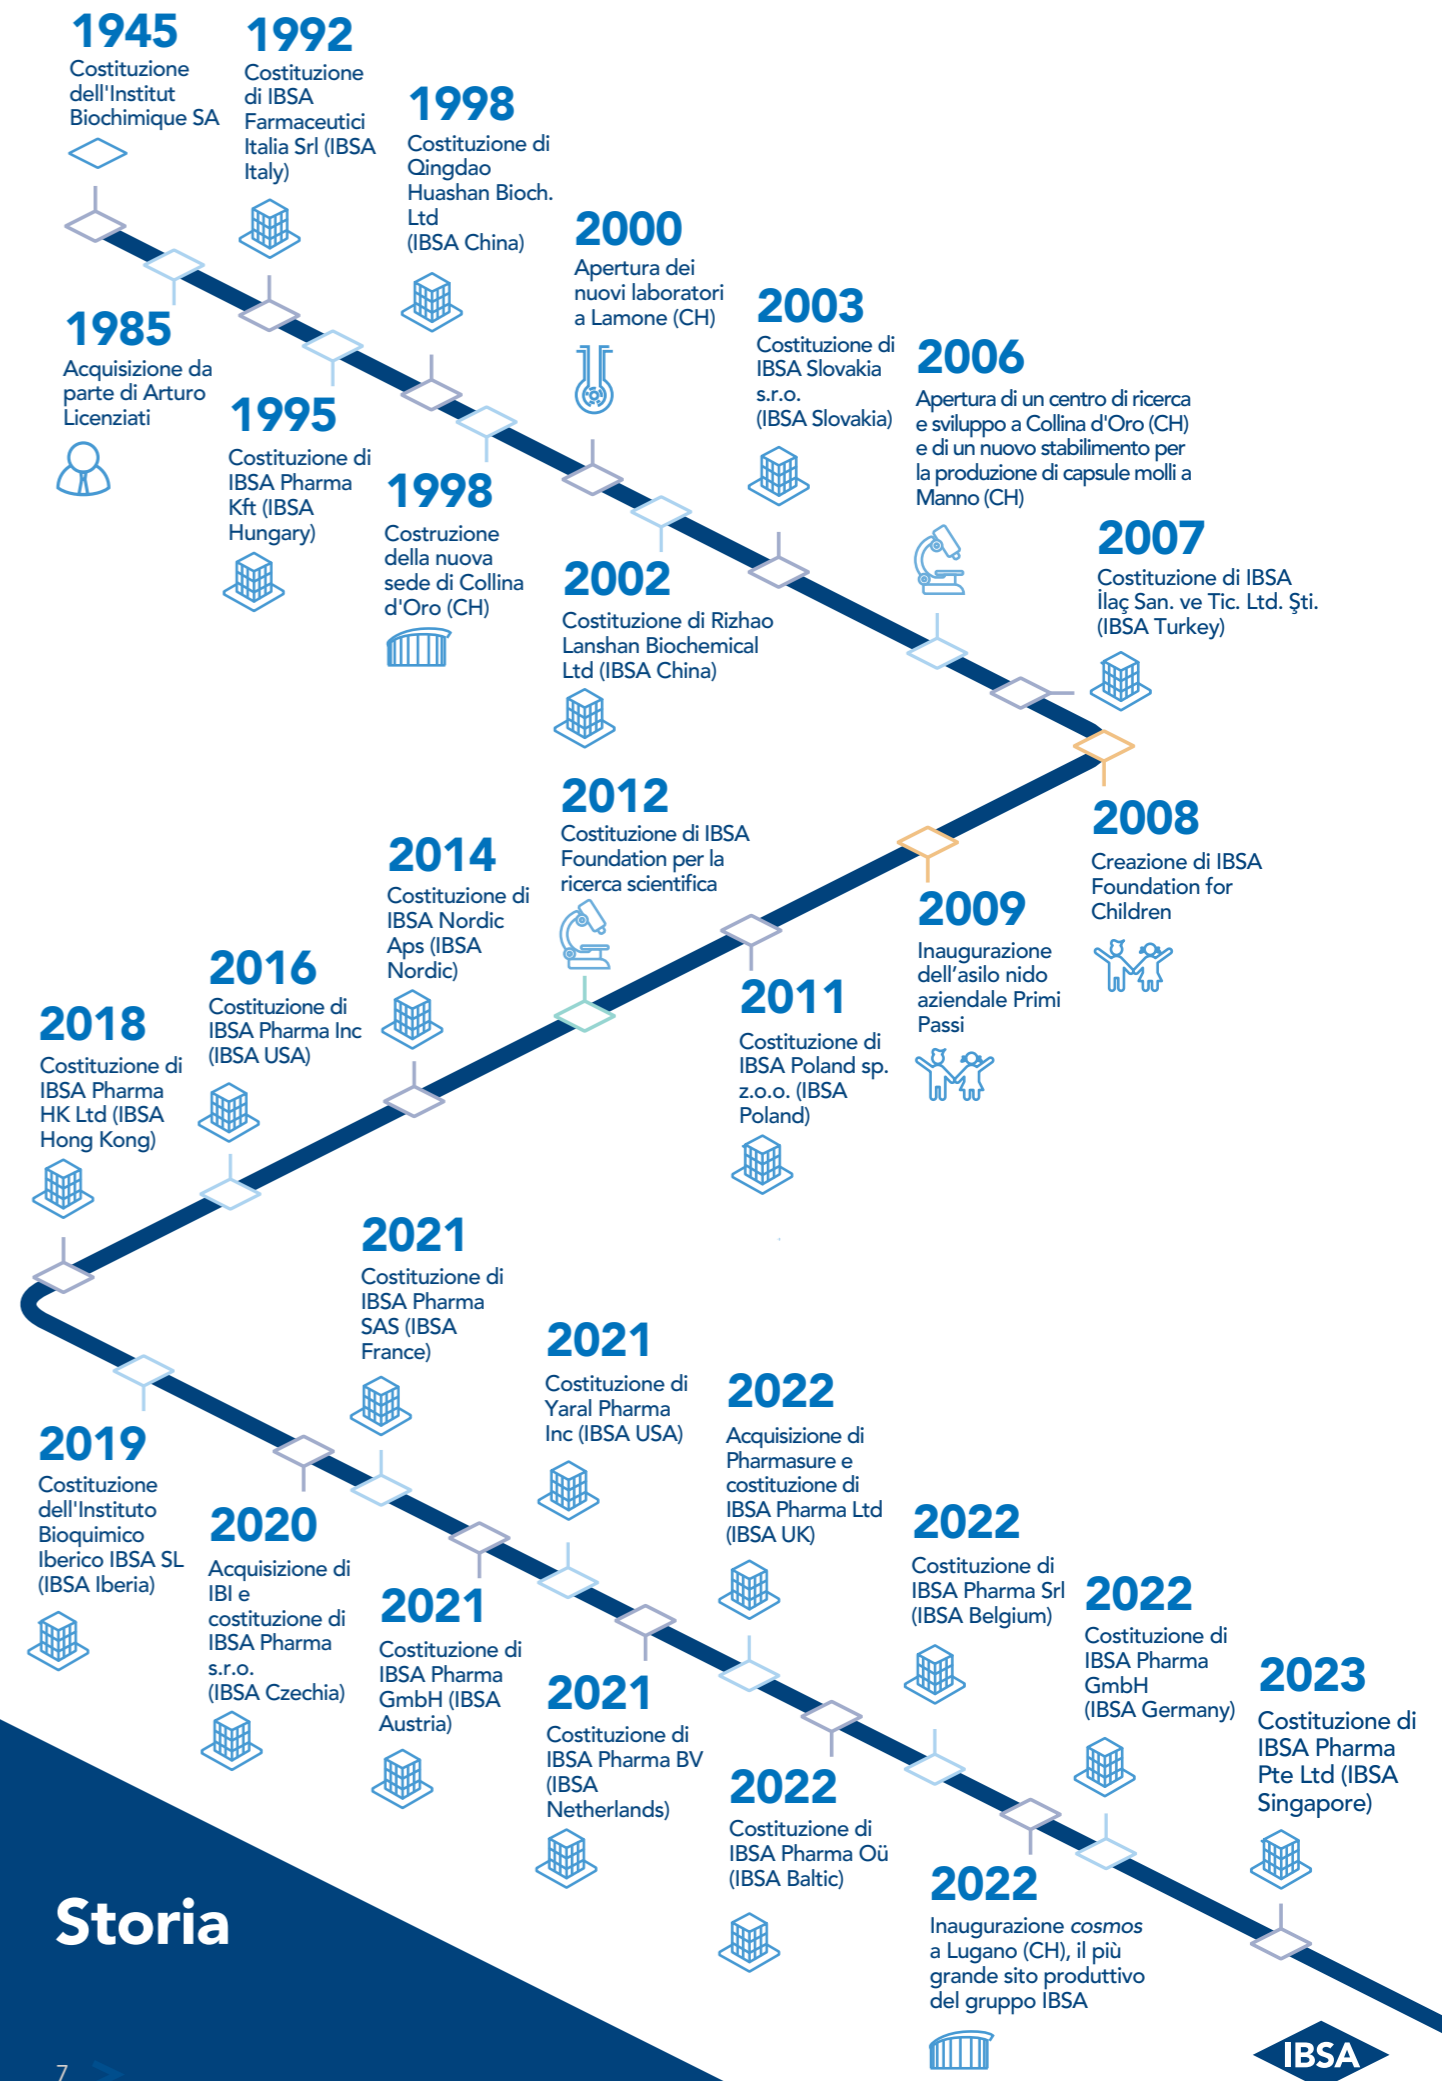 1945
Costituzione
dell'Institut
Biochimique SA
1985
Acquisizione da
parte di Arturo
Licenziati
1992
Costituzione
di IBSA
Farmaceutici
Italia Srl (IBSA
Italy)
1995
Costituzione di
IBSA Pharma
Kft (IBSA
Hungary)
1998
Costituzione di
Qingdao
Huashan Bioch.
Ltd
(IBSA China)
1998
Costruzione
della nuova
sede di Collina
d'Oro (CH)
2000
Apertura dei
nuovi laboratori
a Lamone (CH)
2002
Costituzione di Rizhao
Lanshan Biochemical
Ltd (IBSA China)
2003
Costituzione di
IBSA Slovakia
s.r.o.
(IBSA Slovakia)
2006
Apertura di un centro di ricerca
e sviluppo a Collina d'Oro (CH)
e di un nuovo stabilimento per
la produzione di capsule molli a
Manno (CH)
2007
Costituzione di IBSA
İlaç San. ve Tic. Ltd. Şti.
(IBSA Turkey)
2008
Creazione di IBSA
Foundation for
Children
2009
Inaugurazione
dell’asilo nido
aziendale Primi
Passi
2011
Costituzione di
IBSA Poland sp.
z.o.o. (IBSA
Poland)
2012
Costituzione di IBSA
Foundation per la
ricerca scientifica
2014
Costituzione di
IBSA Nordic
Aps (IBSA
Nordic)
2016
Costituzione di
IBSA Pharma Inc
(IBSA USA)
2018
Costituzione di
IBSA Pharma
HK Ltd (IBSA
Hong Kong)
2019
Costituzione
dell'Instituto
Bioquimico
Iberico IBSA SL
(IBSA Iberia)
2020
Acquisizione di
IBI e
costituzione di
IBSA Pharma
s.r.o.
(IBSA Czechia)
2021
Costituzione di
IBSA Pharma
SAS (IBSA
France)
2021
Costituzione di
IBSA Pharma
GmbH (IBSA
Austria)
2021
Costituzione di
Yaral Pharma
Inc (IBSA USA)
2021
Costituzione di
IBSA Pharma BV
(IBSA
Netherlands)
2022
Acquisizione di
Pharmasure e
costituzione di
IBSA Pharma Ltd
(IBSA UK)
2022
Costituzione di
IBSA Pharma Oü
(IBSA Baltic)
2022
Costituzione di
IBSA Pharma Srl
(IBSA Belgium)
2022
Inaugurazione cosmos
a Lugano (CH), il più
grande sito produttivo
del gruppo IBSA
2022
Costituzione di
IBSA Pharma
GmbH
(IBSA Germany)
2023
Costituzione di
IBSA Pharma
Pte Ltd (IBSA
Singapore)
Storia
7
IBSA